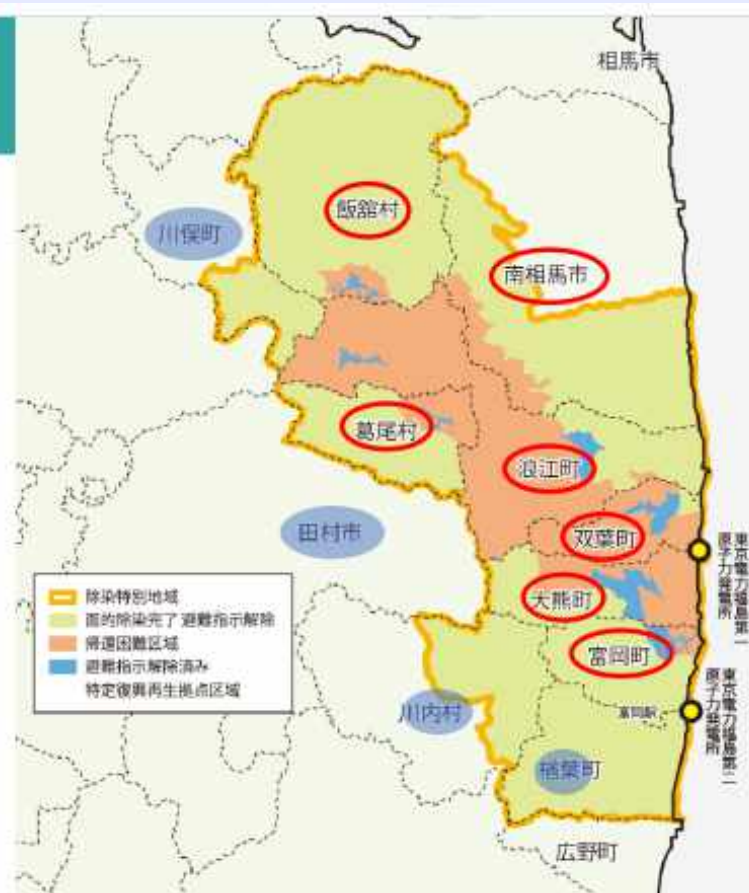 相馬市
飯舘村
川俣町
南相馬市
葛尾村
浪江町
田村市
双葉町
東京電力福島第一
原子力発電所
大熊町
除染特別地域
面的除染完了 避難指示解除
帰還困難区域
避難指示解除済み
特定復興再生拠点区域
富岡町
川内村
富岡駅
東京電力福島第二
原子力発電所
楢葉町
広野町